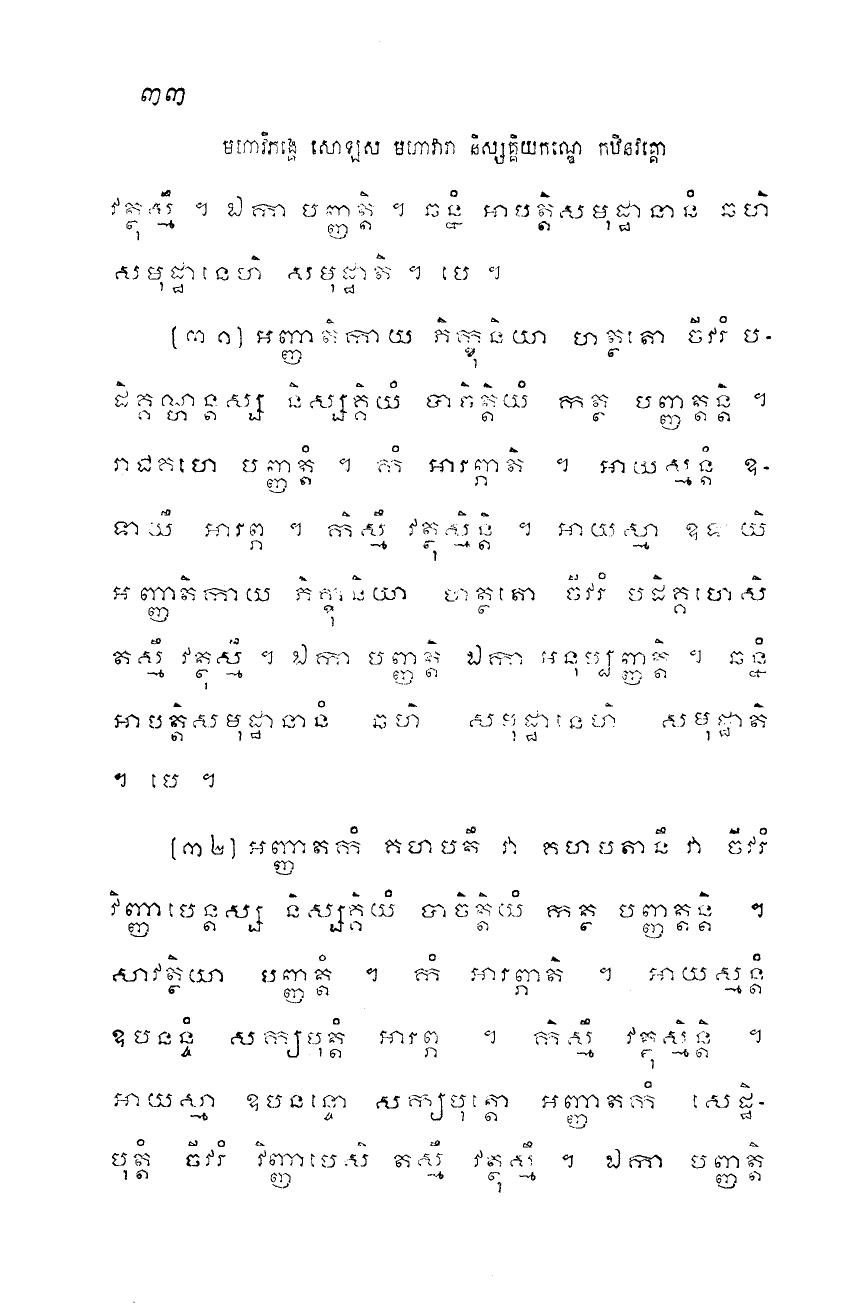 ៣៣
មហាវិភង្គេ សោឡស មហាវារា និស្សគ្គិយកណ្ឌេ កឋិនវគ្គោ
វត្ថុស្មឹ ។ ឯកា បញ្ញត្តិ ។ ឆន្នំ អាបត្តិសមុដ្ឋានានំ ឆហិ
សមុដ្ឋានេហិ សមុដ្ឋាតិ ។ បេ ។
(៣១) អញ្ញាតិកាយ ភិក្ខុនិយា ហត្ថតោ ចីវរំ ប-
ដិគ្គណ្ហន្តស្ស និស្សគ្គិយំ បាចិត្តិយំ កត្ថ បញ្ញត្តន្តិ ។
រាជគហេ បញ្ញត្តំ ។ កំ អារព្ភាតិ ។ អាយស្មន្តំ ឧ-
ទាយឹ អារព្ភ ។ កិស្មឹ វត្ថុស្មិន្តិ ។ អាយស្មា ឧទាយិ
អញ្ញាតិកាយ ភិក្ខុនិយា ហត្ថតោ ចីវរំ បដិគ្គហេសិ
តស្មឹ វត្ថុស្មឹ ។ ឯកា បញ្ញត្តិ ឯកា អនុប្បញ្ញត្តិ ។ ឆន្នំ
អាបត្តិសមុដ្ឋានានំ ឆហិ សមុដ្ឋានេហិ សមុដ្ឋាតិ
។ បេ ។
(៣២) អញ្ញាតកំ គហបតឹ វា គហបតានឹ វា ចីវរំ
វិញ្ញាបេន្តស្ស និស្សគ្គិយំ បាចិត្តិយំ កត្ថ បញ្ញត្តន្តិ ។
សាវត្ថិយា បញ្ញត្តំ ។ កំ អារព្ភាតិ ។ អាយស្មន្តំ
ឧបនន្ទំ សក្យបុត្តំ អារព្ភ ។ កិស្មឹ វត្ថុស្មិន្តិ ។
អាយស្មា ឧបនន្ទោ សក្យបុត្តោ អញ្ញាតកំ សេដ្ឋិ-
បុត្តំ ចីវរំ វិញ្ញាបេសិ តស្មឹ វត្ថុស្មឹ ។ ឯកា បញ្ញត្តិ